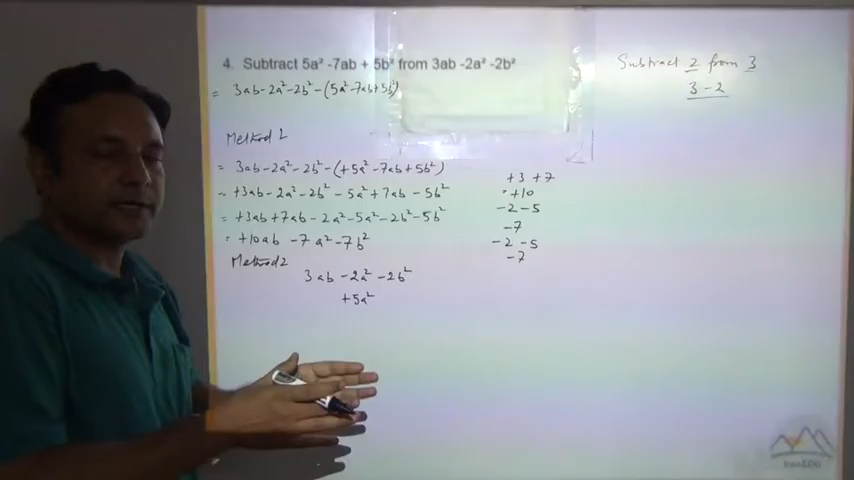 4. Subtract 5a² -7ab + 5b² from 3ab -2a² -2b²
= 3ab-2a²-2b²-(5a²-7ab+5b²)
Subtract 2 from 3
3-2
Method 1
= 3ab-2a²-2b²-(+5a²-7ab+5b²)
= +3ab-2a²-2b²-5a²+7ab-5b²
= +3ab+7ab-2a²-5a²-2b²-5b²
= +10ab -7a²-7b²
+3+7
+10
-2-5
-7
-2-5
-7
Method 2
3ab -2a² -2b²
+5a²